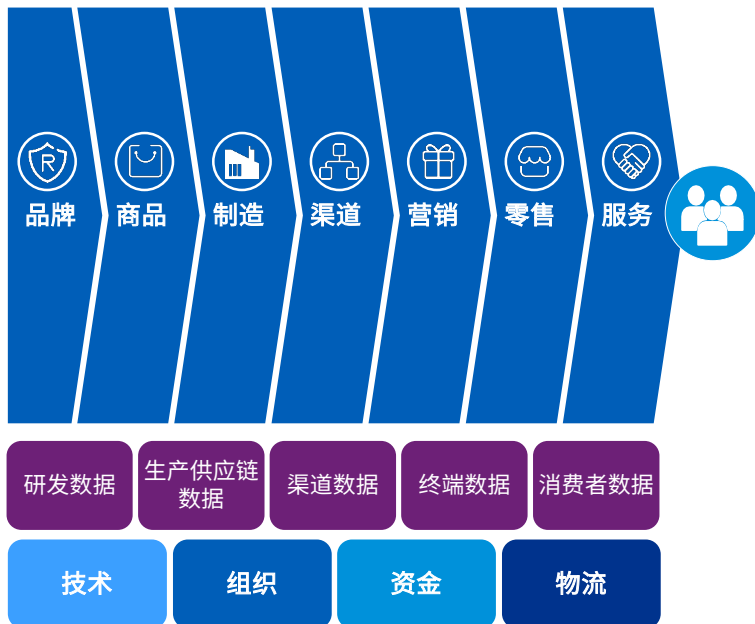 R
品牌
商品
制造
渠道
营销
零售
服务
研发数据
生产供应链
数据
渠道数据
终端数据
消费者数据
技术
组织
资金
物流